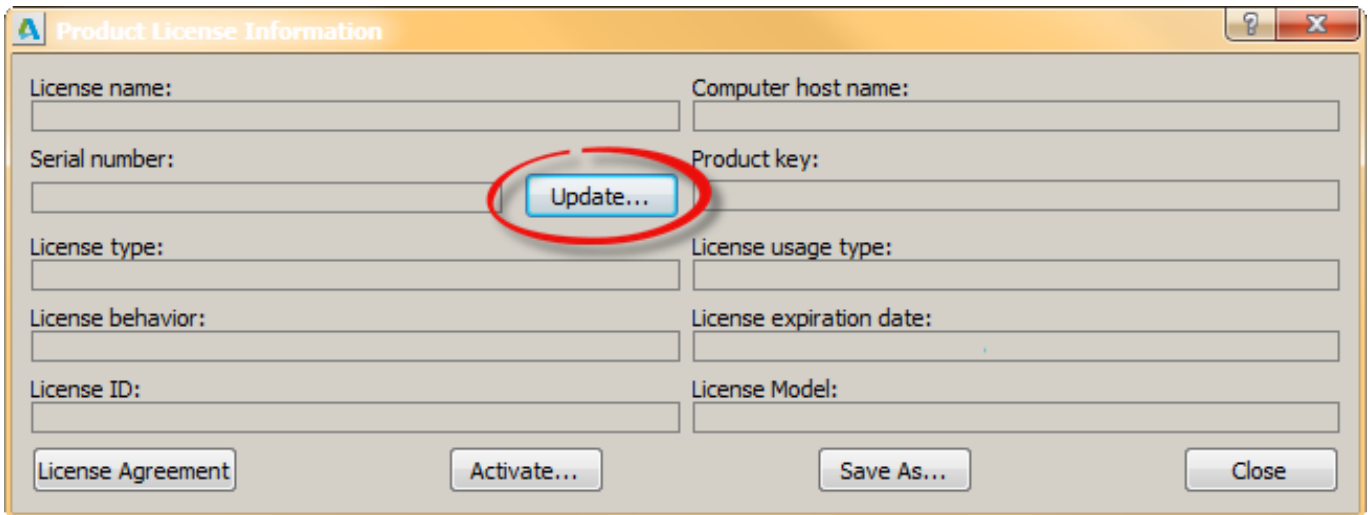 Product License Information
License name:
Computer host name:
Serial number:
Update...
Product key:
License type:
License usage type:
License behavior:
License expiration date:
License ID:
License Model:
License Agreement
Activate...
Save As...
Close